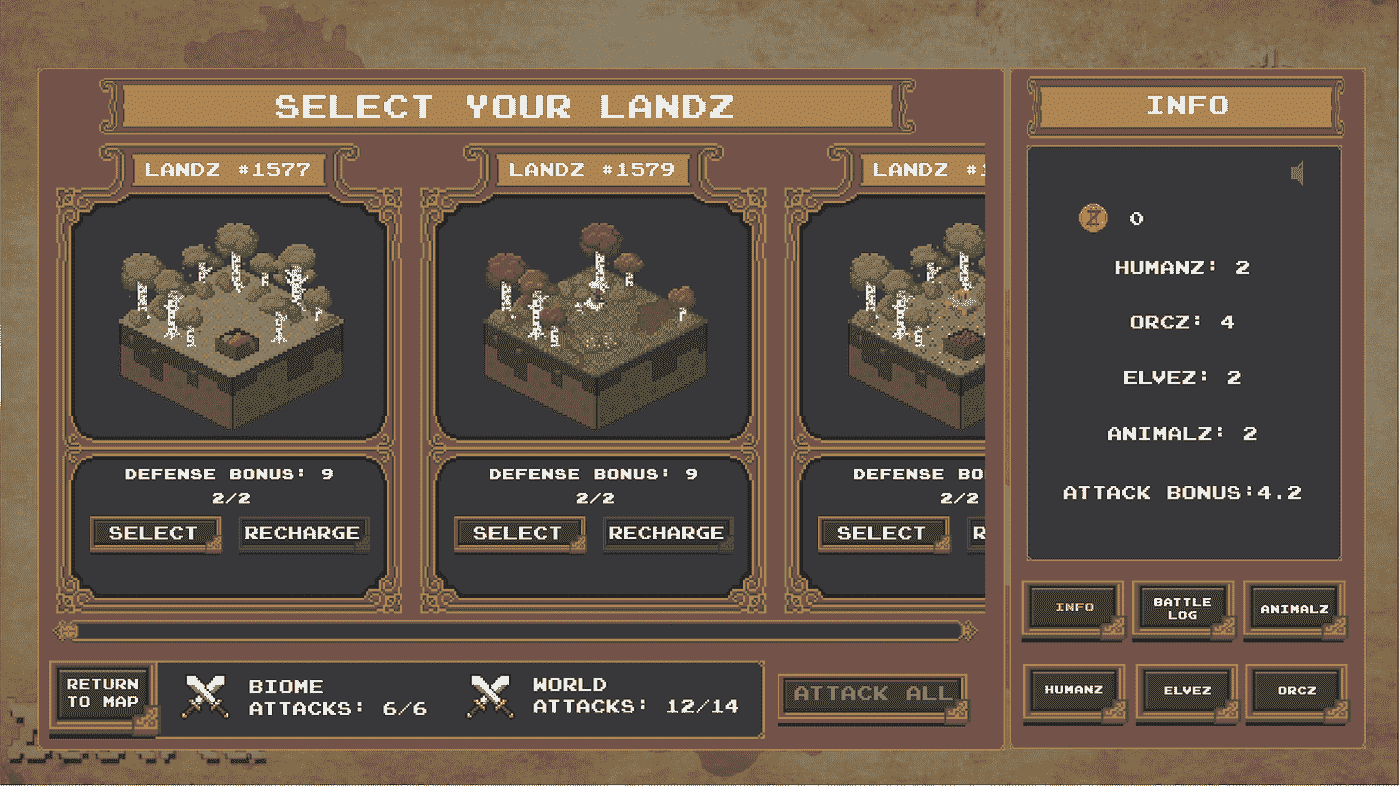 SELECT YOUR LANDZ
LANDZ #1577
DEFENSE BONUS: 9
2/2
SELECT
RECHARGE
LANDZ #1579
DEFENSE BONUS: 9
2/2
SELECT
RECHARGE
LANDZ #1
DEFENSE BO
2/2
SELECT
R
RETURN
TO MAP
BIOME
ATTACKS: 6/6
WORLD
ATTACKS: 12/14
ATTACK ALL
INFO
0
HUMANZ: 2
ORCZ: 4
ELVEZ: 2
ANIMALZ: 2
ATTACK BONUS:4.2
INFO
BATTLE
LOG
ANIMALZ
HUMANZ
ELVEZ
ORCZ